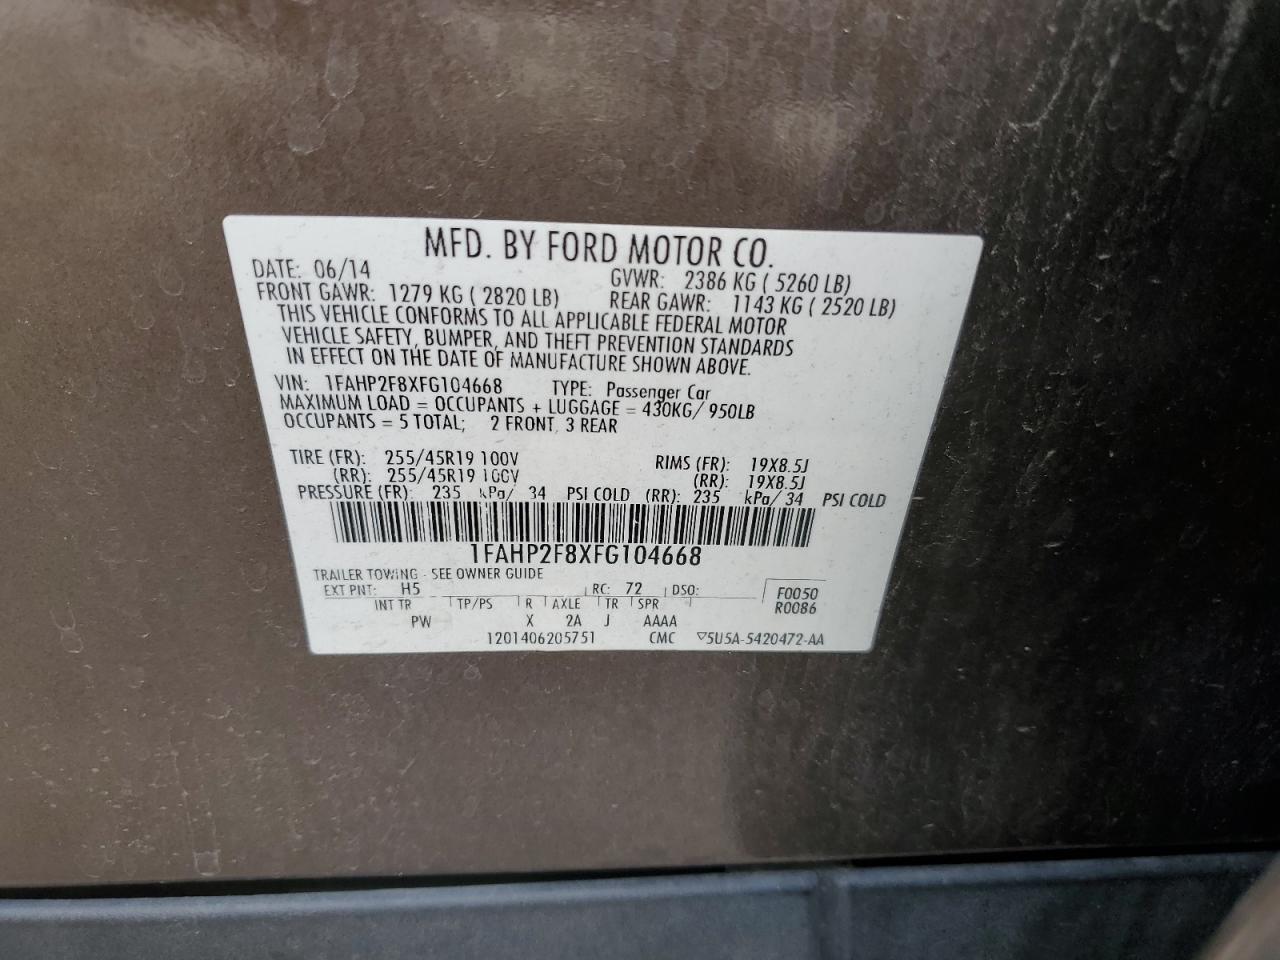 MFD. BY FORD MOTOR CO.
DATE: 06/14 GVWR: 2386 KG ( 5260 LB)
FRONT GAWR: 1279 KG ( 2820 LB) REAR GAWR: 1143 KG ( 2520 LB)
THIS VEHICLE CONFORMS TO ALL APPLICABLE FEDERAL MOTOR
VEHICLE SAFETY, BUMPER, AND THEFT PREVENTION STANDARDS
IN EFFECT ON THE DATE OF MANUFACTURE SHOWN ABOVE.
VIN: 1FAHP2F8XFG104668 TYPE: Passenger Car
MAXIMUM LOAD = OCCUPANTS + LUGGAGE = 430KG/ 950LB
OCCUPANTS = 5 TOTAL; 2 FRONT, 3 REAR
TIRE (FR): 255/45R19 100V RIMS (FR): 19X8.5J
(RR): 255/45R19 100V (RR): 19X8.5J
PRESSURE (FR): 235 kPa/ 34 PSI COLD (RR): 235 kPa/ 34 PSI COLD
1FAHP2F8XFG104668
TRAILER TOWING - SEE OWNER GUIDE
EXT PNT: H5 RC: 72 DSO: F0050
INT TR TP/PS R AXLE TR SPR R0086
PW X 2A J AAAA
1201406205751 CMC ▽5U5A-5420472-AA